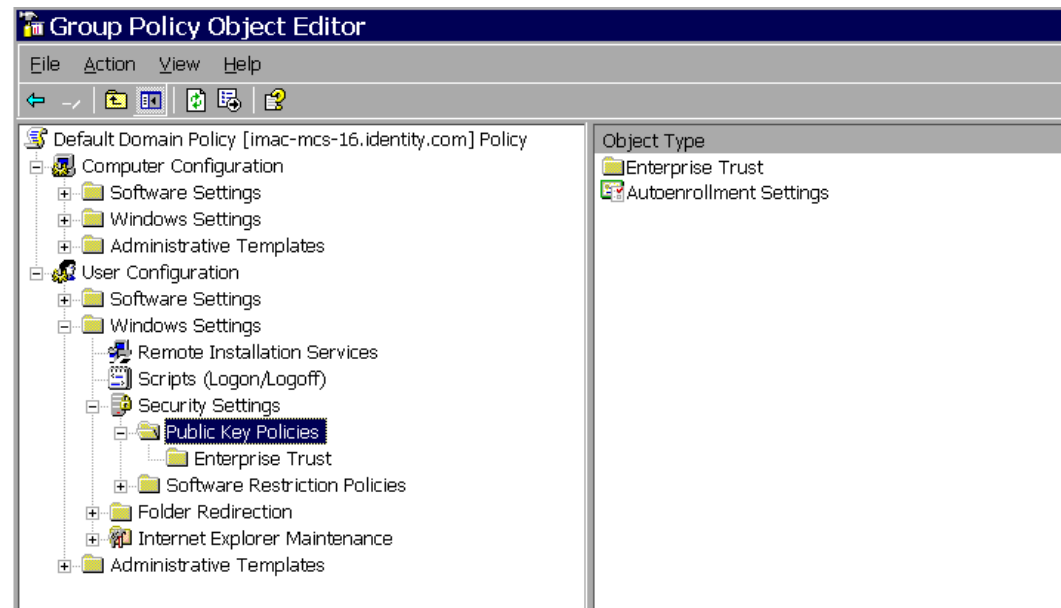 Group Policy Object Editor
File Action View Help
Default Domain Policy [imac-mcs-16.identity.com] Policy
Computer Configuration
Software Settings
Windows Settings
Administrative Templates
User Configuration
Software Settings
Windows Settings
Remote Installation Services
Scripts (Logon/Logoff)
Security Settings
Public Key Policies
Enterprise Trust
Software Restriction Policies
Folder Redirection
Internet Explorer Maintenance
Administrative Templates
Object Type
Enterprise Trust
Autoenrollment Settings